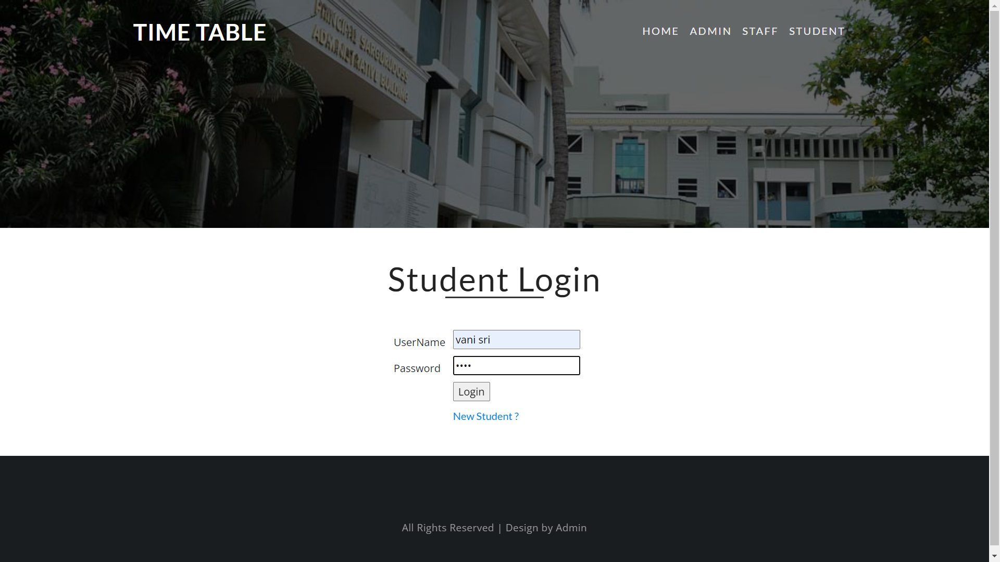 TIME TABLE
HOME ADMIN STAFF STUDENT
PRINCIPAL SARGURUDOSS
ADMINISTRATIVE BUILDING
Student Login
UserName vani sri
Password ••••
Login
New Student ?
All Rights Reserved | Design by Admin